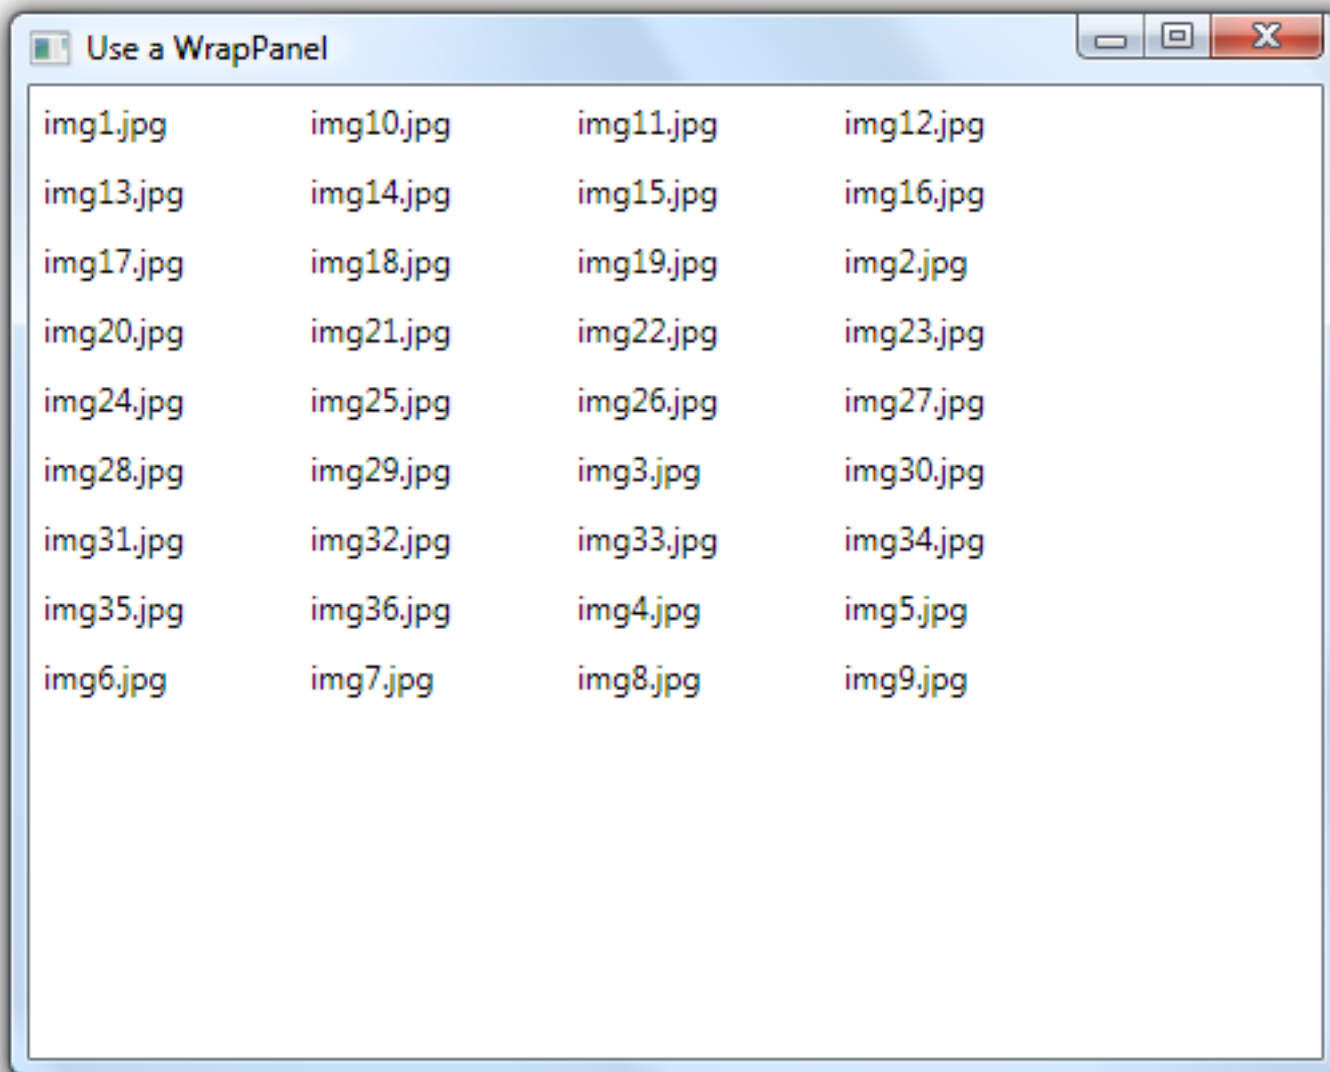 Use a WrapPanel
img1.jpg img10.jpg img11.jpg img12.jpg
img13.jpg img14.jpg img15.jpg img16.jpg
img17.jpg img18.jpg img19.jpg img2.jpg
img20.jpg img21.jpg img22.jpg img23.jpg
img24.jpg img25.jpg img26.jpg img27.jpg
img28.jpg img29.jpg img3.jpg img30.jpg
img31.jpg img32.jpg img33.jpg img34.jpg
img35.jpg img36.jpg img4.jpg img5.jpg
img6.jpg img7.jpg img8.jpg img9.jpg